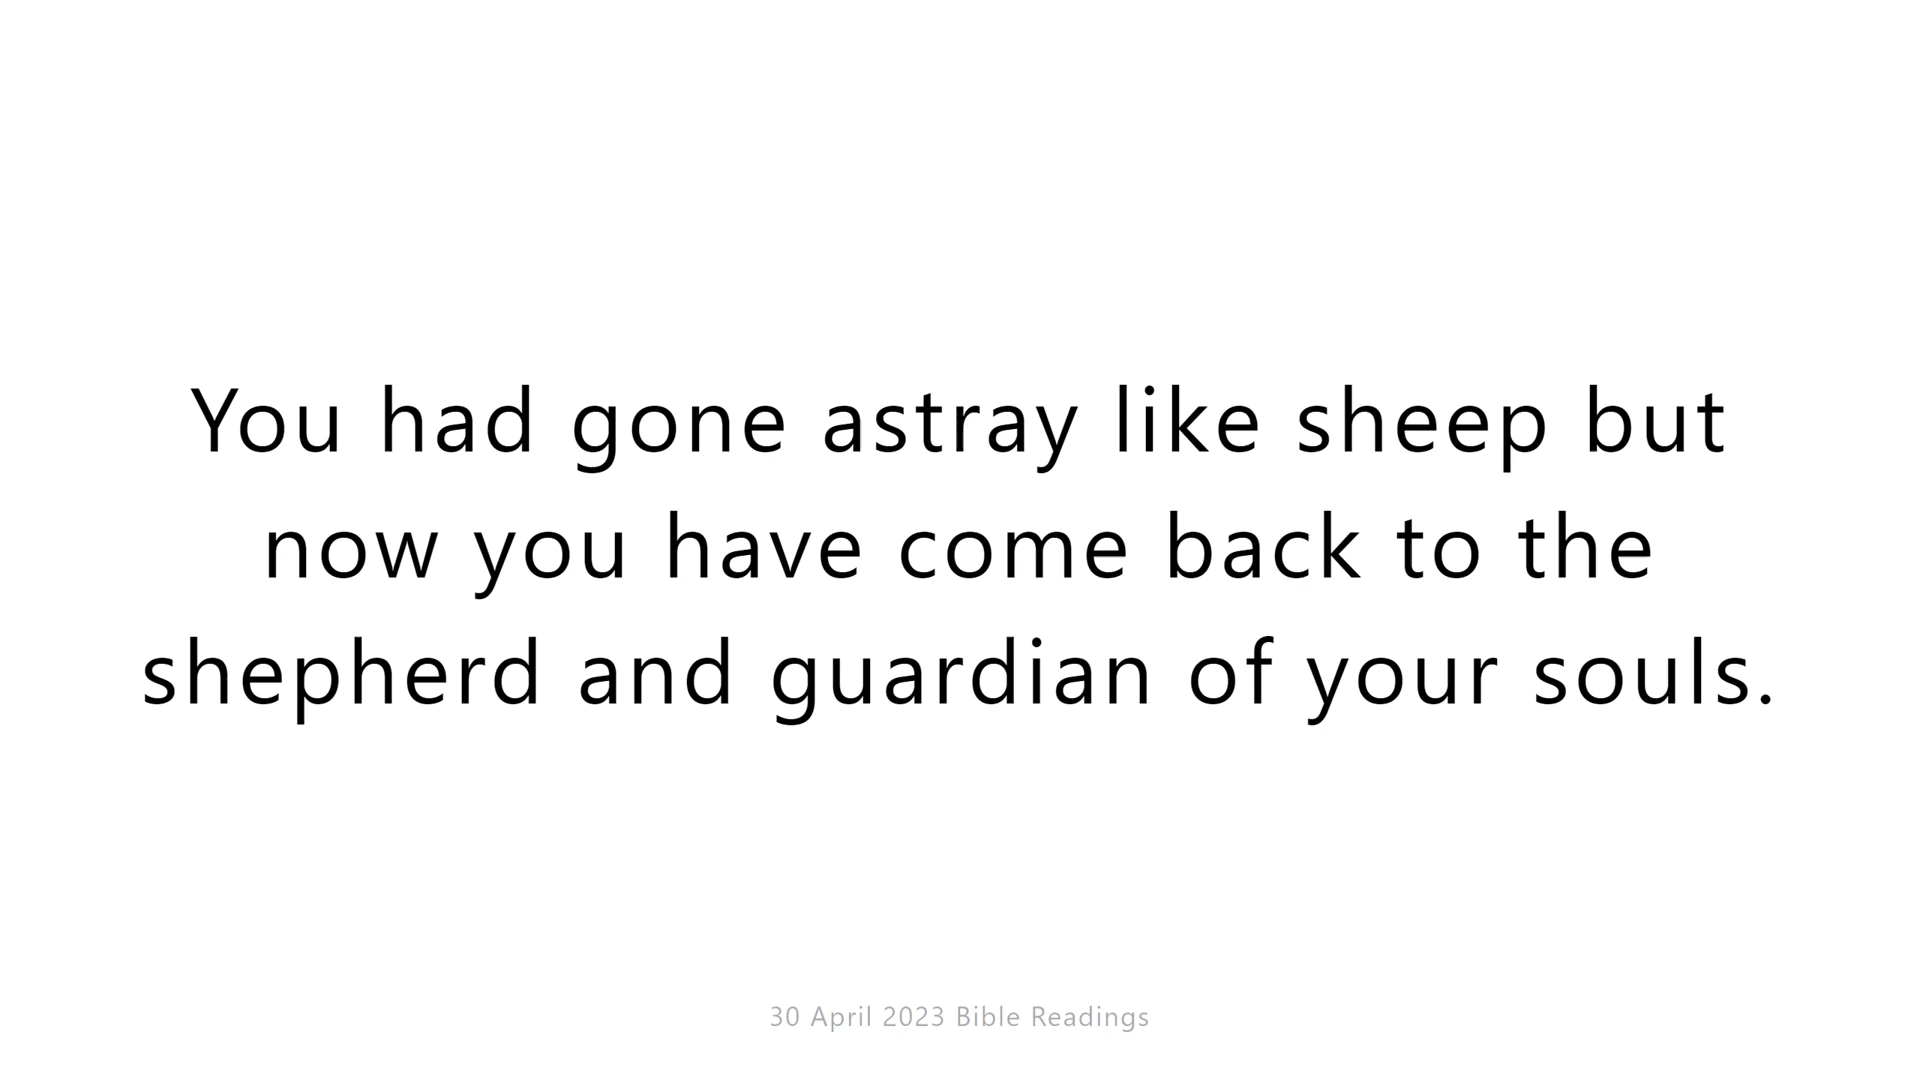 You had gone astray like sheep but
now you have come back to the
shepherd and guardian of your souls.
30 April 2023 Bible Readings